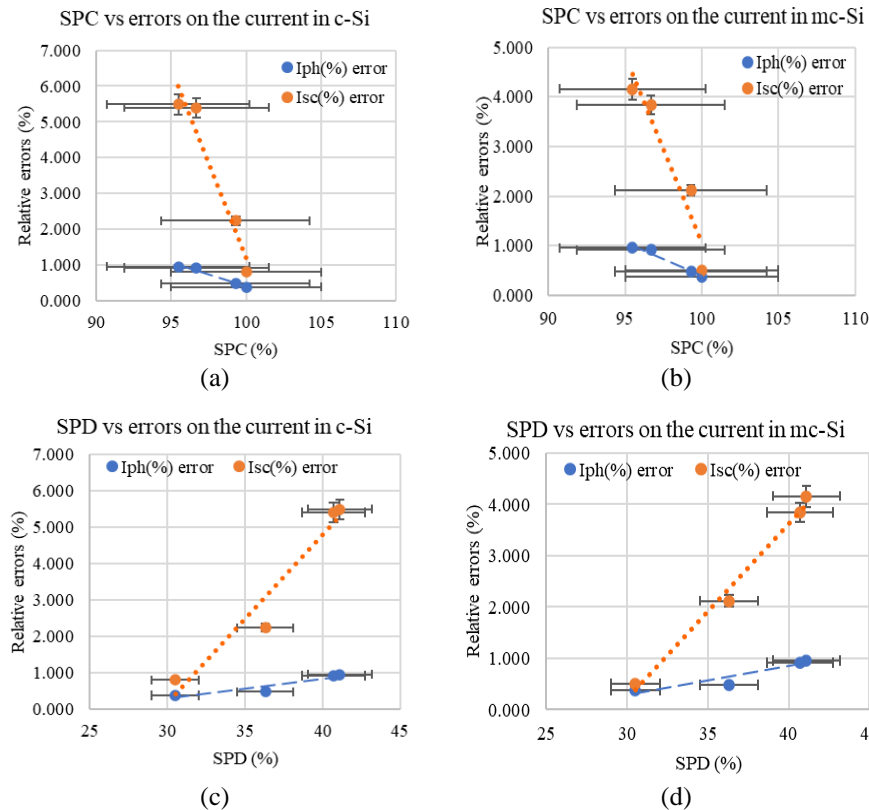 SPC vs errors on the current in c-Si
7.000
6.000
5.000
4.000
3.000
2.000
1.000
0.000
Relative errors (%)
Iph(%) error
Isc(%) error
90 95 100 105 110
SPC (%)
(a)
SPC vs errors on the current in mc-Si
5.000
4.000
3.000
2.000
1.000
0.000
Relative errors (%)
Iph(%) error
Isc(%) error
90 95 100 105 110
SPC (%)
(b)
SPD vs errors on the current in c-Si
7.000
6.000
5.000
4.000
3.000
2.000
1.000
0.000
Relative errors (%)
Iph(%) error Isc(%) error
25 30 35 40 45
SPD (%)
(c)
SPD vs errors on the current in mc-Si
5.000
4.000
3.000
2.000
1.000
0.000
Relative errors (%)
Iph(%) error Isc(%) error
25 30 35 40 4
SPD (%)
(d)